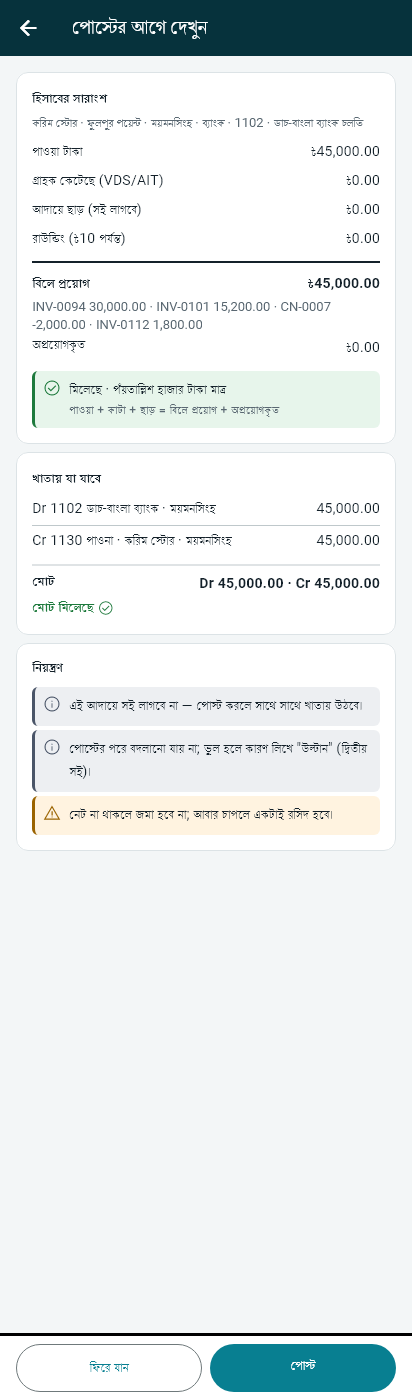 পোস্টের আগে দেখুন
হিসাবের সারাংশ
করিম স্টোর · ফুলপুর পয়েন্ট · ময়মনসিংহ · ব্যাংক · 1102 · ডাচ-বাংলা ব্যাংক চলতি
পাওয়া টাকা ৳45,000.00
গ্রাহক কেটেছে (VDS/AIT) ৳0.00
আদায়ে ছাড় (সই লাগবে) ৳0.00
রাউন্ডিং (৳10 পর্যন্ত) ৳0.00
বিলে প্রয়োগ ৳45,000.00
INV-0094 30,000.00 · INV-0101 15,200.00 · CN-0007
-2,000.00 · INV-0112 1,800.00
অপ্রয়োগকৃত ৳0.00
মিলেছে · পঁয়তাল্লিশ হাজার টাকা মাত্র
পাওয়া + কাটা + ছাড় = বিলে প্রয়োগ + অপ্রয়োগকৃত
খাতায় যা যাবে
Dr 1102 ডাচ-বাংলা ব্যাংক · ময়মনসিংহ 45,000.00
Cr 1130 পাওনা · করিম স্টোর · ময়মনসিংহ 45,000.00
মোট Dr 45,000.00 · Cr 45,000.00
মোট মিলেছে
নিয়ন্ত্রণ
এই আদায়ে সই লাগবে না — পোস্ট করলে সাথে সাথে খাতায় উঠবে।
পোস্টের পরে বদলানো যায় না; ভুল হলে কারণ লিখে "উল্টান" (দ্বিতীয়
সই)।
নেট না থাকলে জমা হবে না; আবার চাপলে একটাই রসিদ হবে।
ফিরে যান
পোস্ট